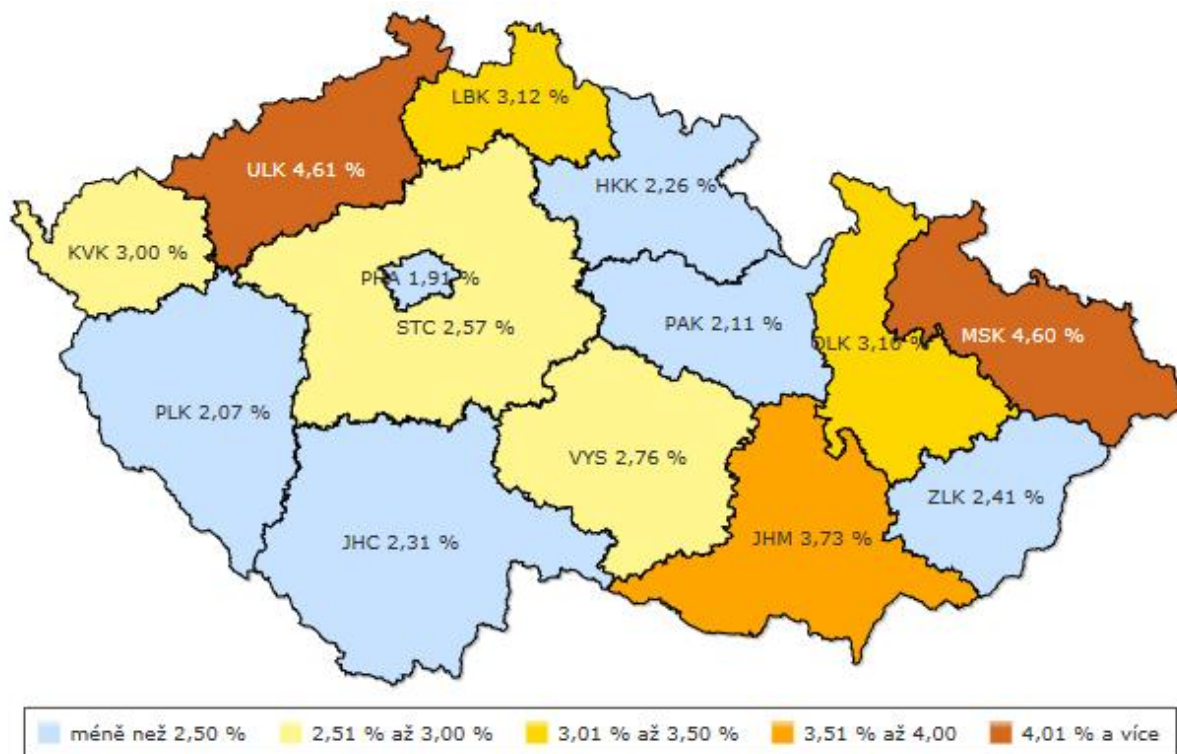 LBK 3,12 %
ULK 4,61 %
HKK 2,26 %
KVK 3,00 %
PHA 1,91 %
STC 2,57 %
PAK 2,11 %
OLK 3,10 %
MSK 4,60 %
PLK 2,07 %
VYS 2,76 %
ZLK 2,41 %
JHC 2,31 %
JHM 3,73 %
méně než 2,50 %
2,51 % až 3,00 %
3,01 % až 3,50 %
3,51 % až 4,00
4,01 % a více